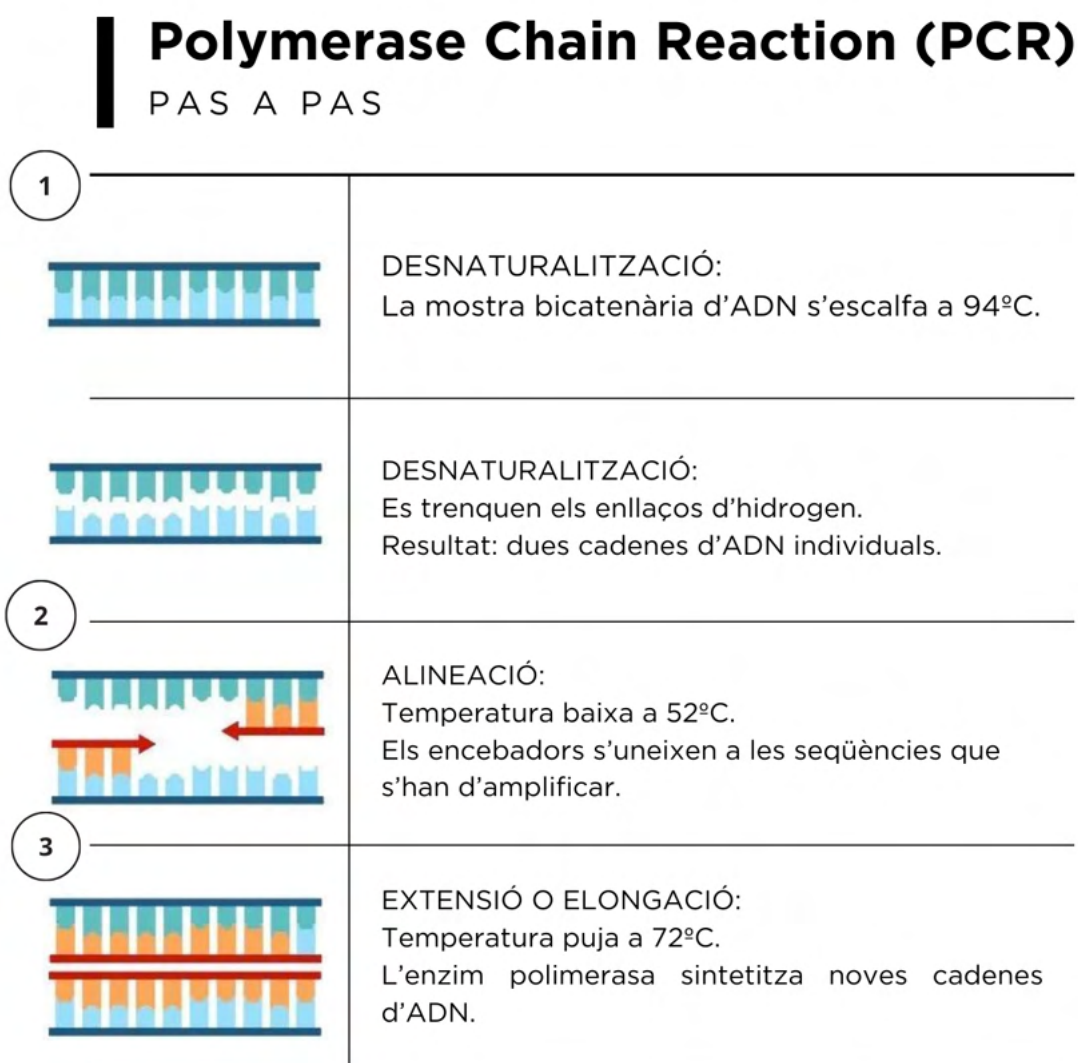 Polymerase Chain Reaction (PCR)
PAS A PAS
1
DESNATURALITZACIÓ:
La mostra bicatenària d’ADN s’escalfa a 94ºC.
DESNATURALITZACIÓ:
Es trenquen els enllaços d’hidrogen.
Resultat: dues cadenes d’ADN individuals.
2
ALINEACIÓ:
Temperatura baixa a 52ºC.
Els encebadors s’uneixen a les seqüències que
s’han d’amplificar.
3
EXTENSIÓ O ELONGACIÓ:
Temperatura puja a 72ºC.
L’enzim polimerasa sintetitza noves cadenes
d’ADN.